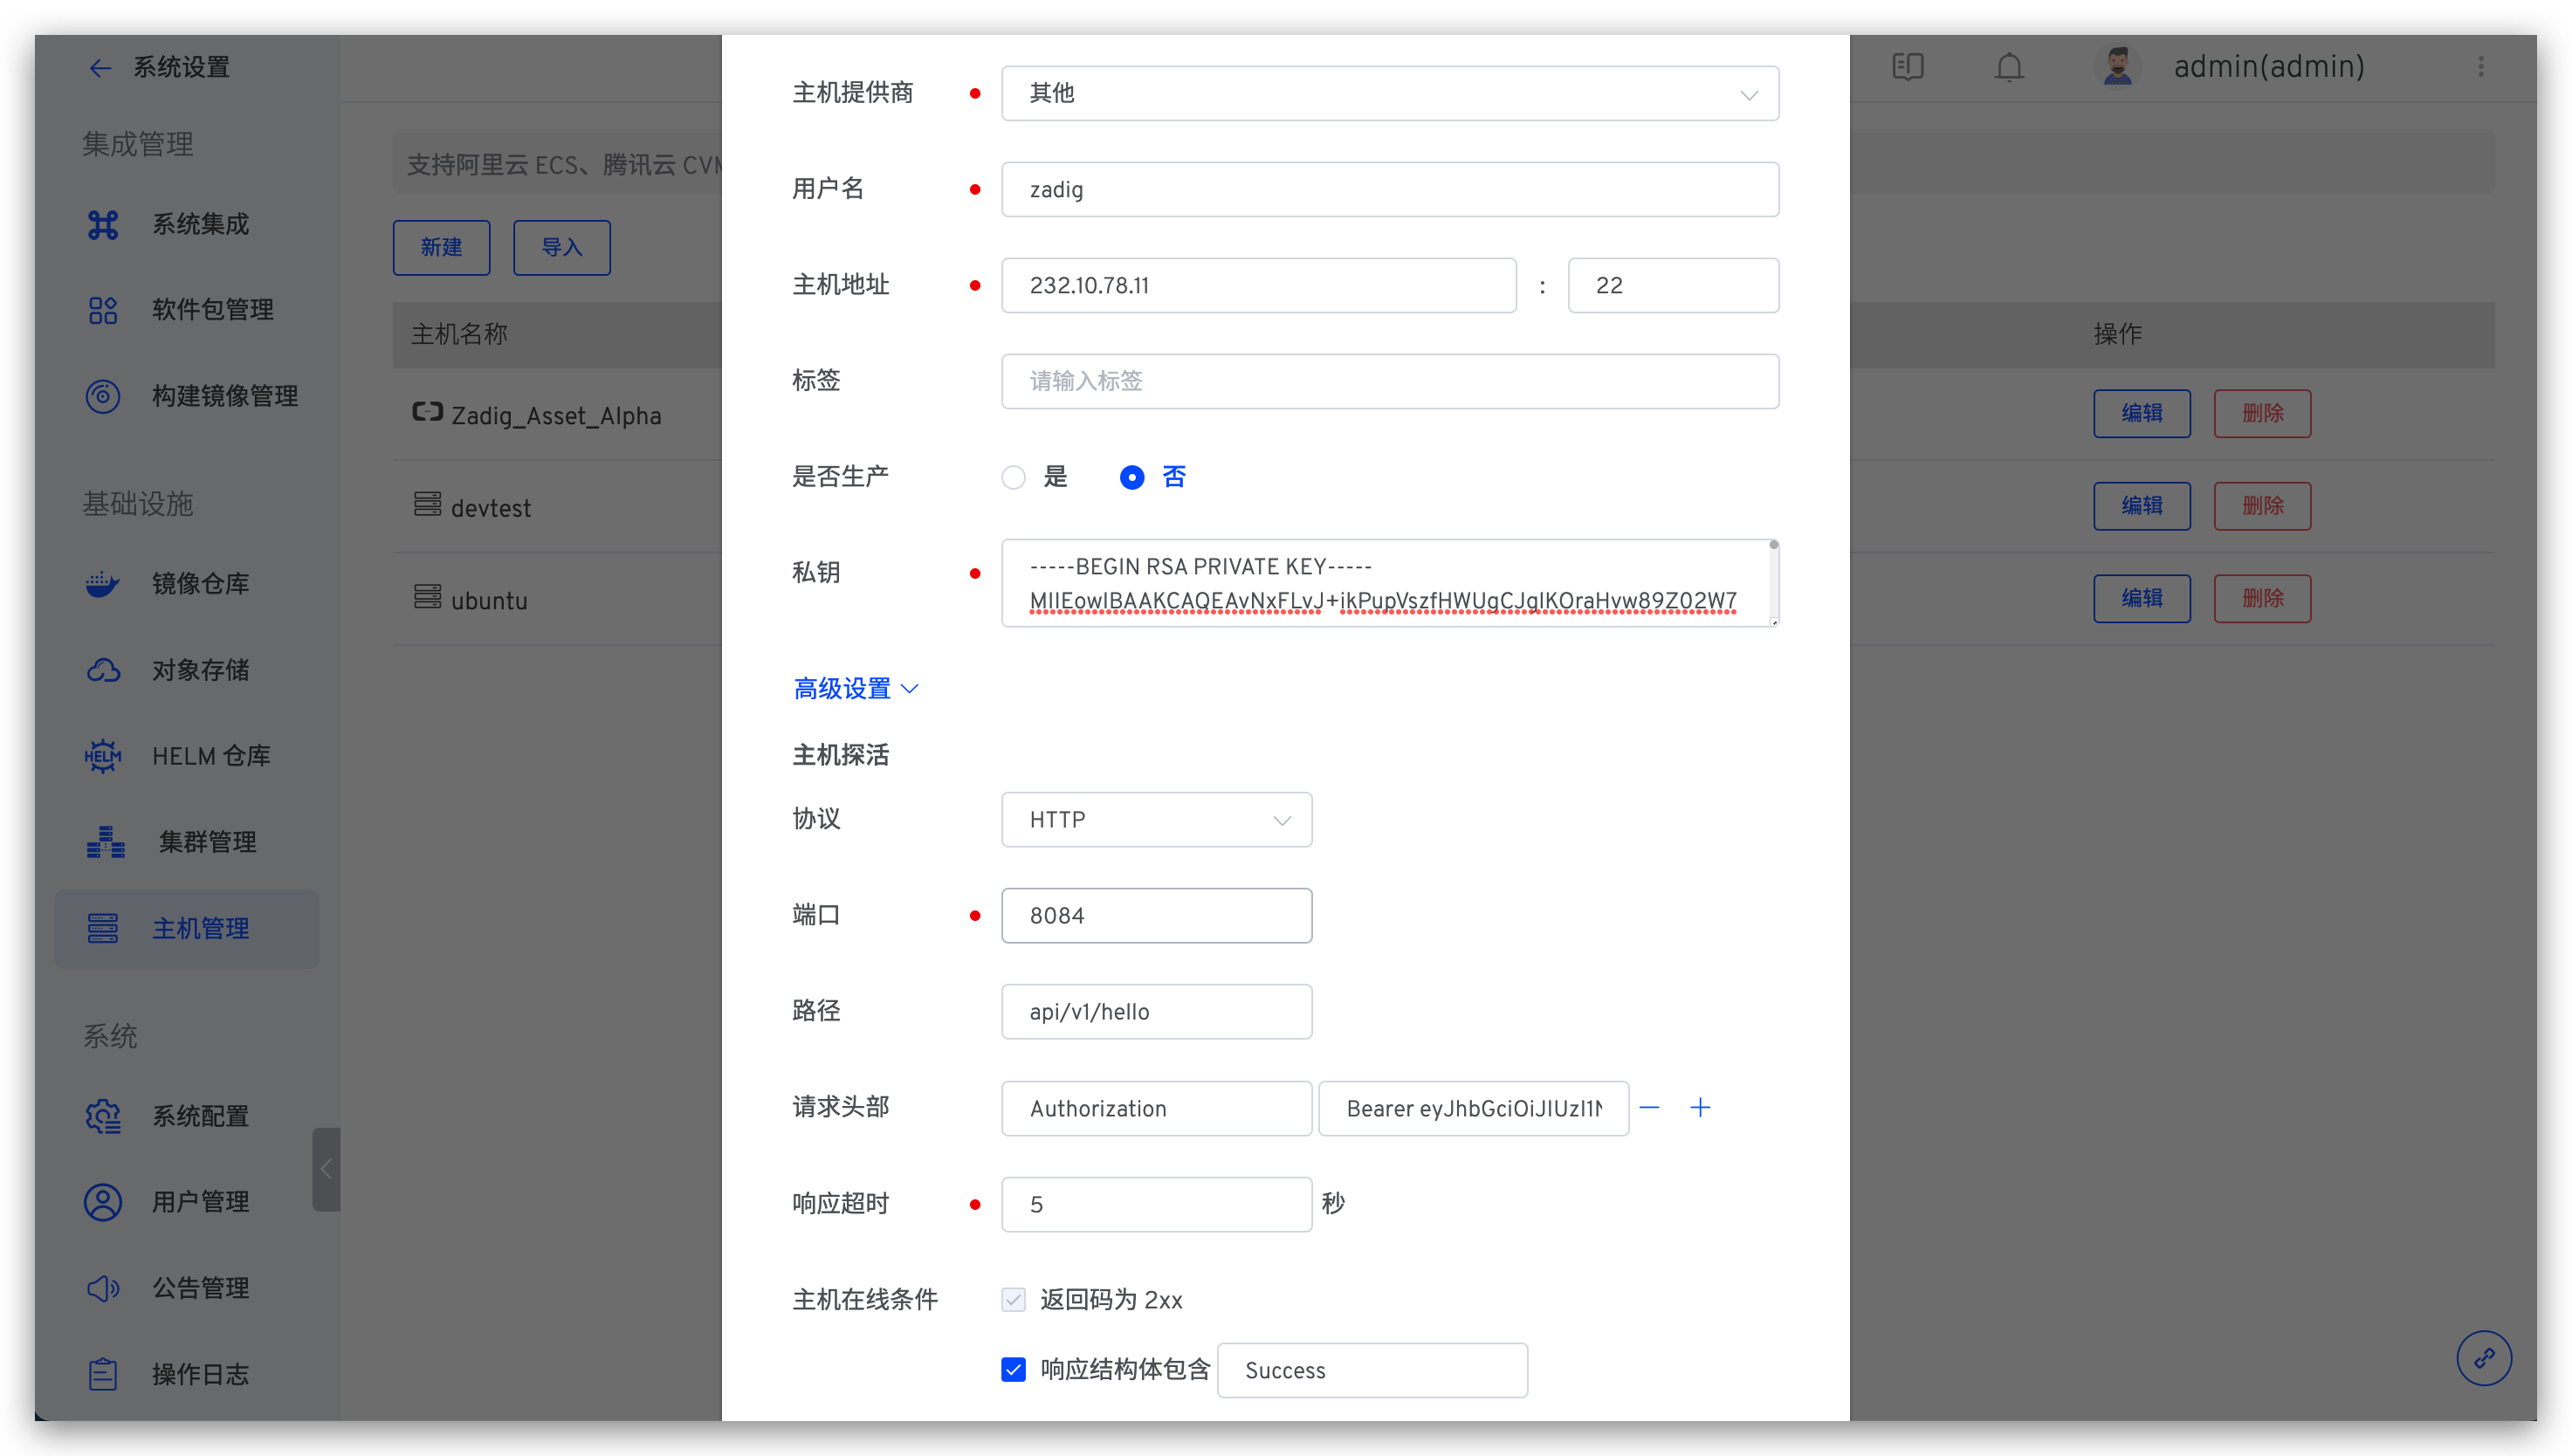 系统设置
admin(admin)
集成管理
系统集成
软件包管理
构建镜像管理
基础设施
镜像仓库
对象存储
HELM 仓库
集群管理
主机管理
系统
系统配置
用户管理
公告管理
操作日志
支持阿里云 ECS、腾讯云 CVM
新建
导入
主机名称
操作
Zadig_Asset_Alpha
编辑
删除
devtest
编辑
删除
ubuntu
编辑
删除
主机提供商
其他
用户名
zadig
主机地址
232.10.78.11
:
22
标签
请输入标签
是否生产
是
否
私钥
-----BEGIN RSA PRIVATE KEY-----
MIIEowIBAAKCAQEAvNxFLvJ+ikPupVszfHWUgCJglKOraHvw89Z02W7
高级设置
主机探活
协议
HTTP
端口
8084
路径
api/v1/hello
请求头部
Authorization
Bearer eyJhbGciOiJIUzI1N
响应超时
5
秒
主机在线条件
返回码为 2xx
响应结构体包含
Success